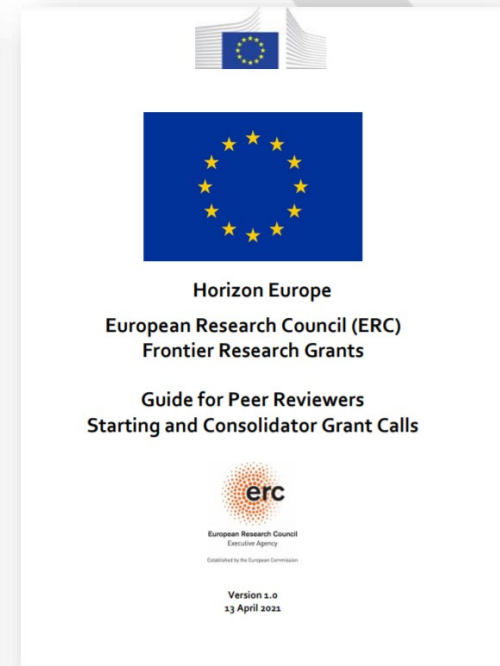 Horizon Europe
European Research Council (ERC)
Frontier Research Grants
Guide for Peer Reviewers
Starting and Consolidator Grant Calls
erc
European Research Council
Executive Agency
Established by the European Commission
Version 1.0
13 April 2021